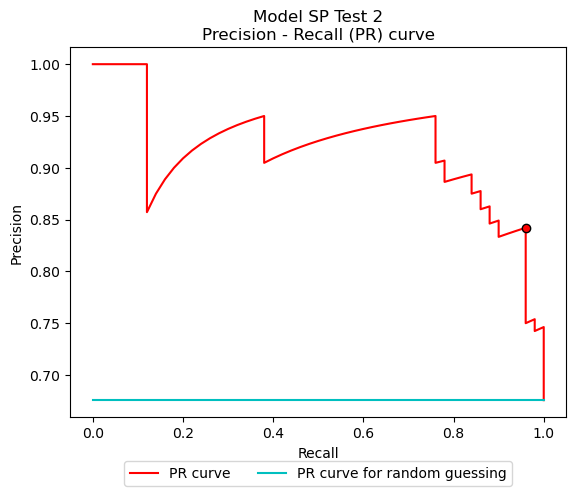 Model SP Test 2
Precision - Recall (PR) curve
1.00
0.95
0.90
0.85
0.80
0.75
0.70
Precision
0.0 0.2 0.4 0.6 0.8 1.0
Recall
PR curve PR curve for random guessing